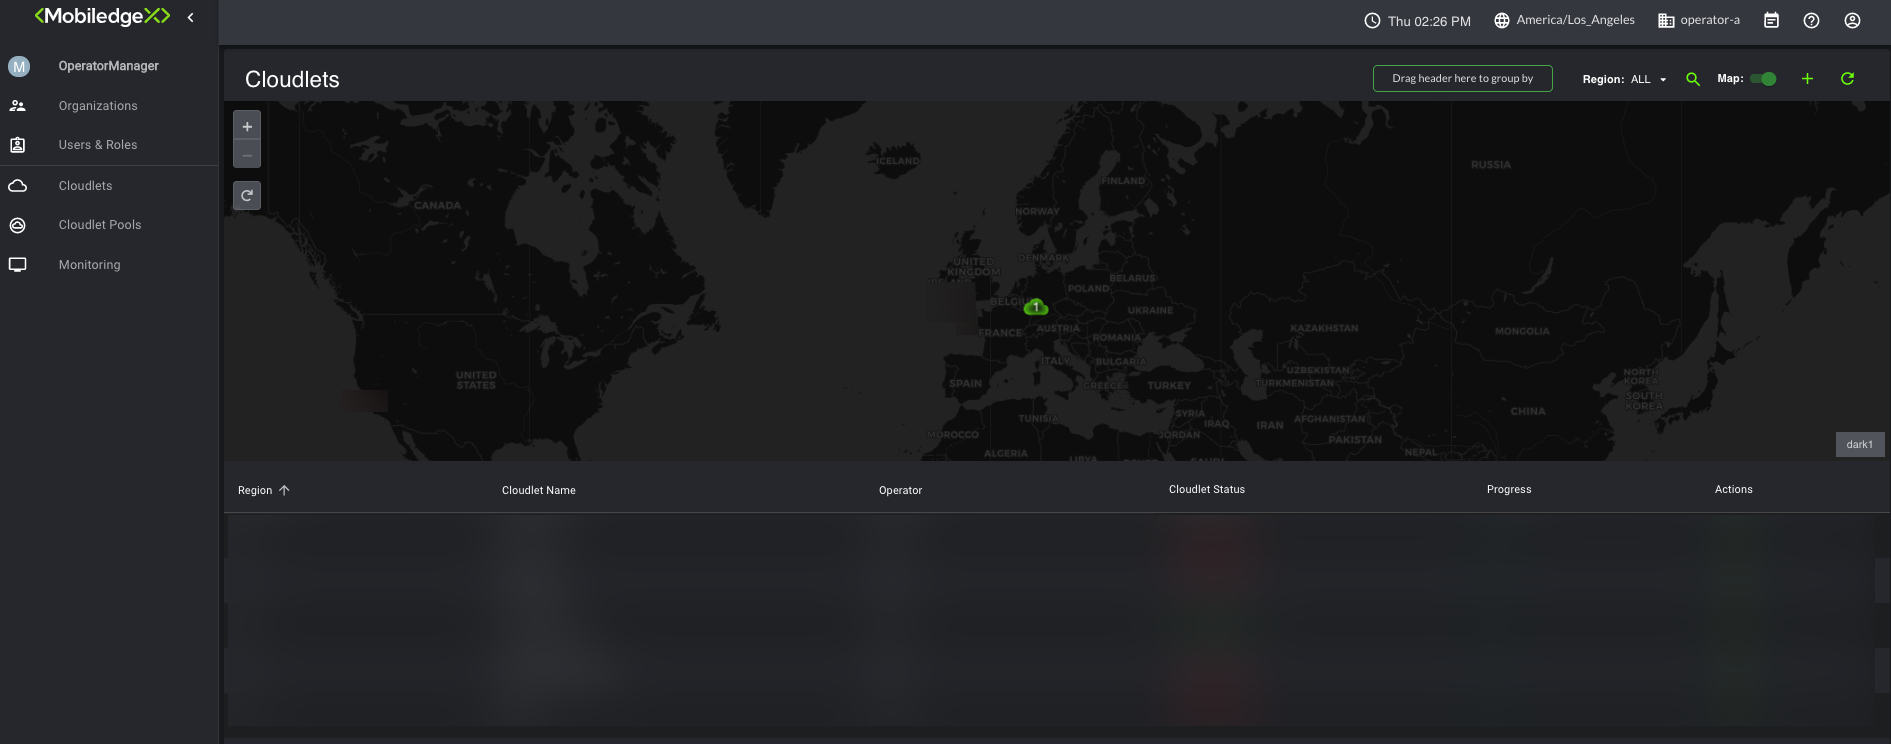 <MobiledgeX>
Thu 02:26 PM
America/Los_Angeles
operator-a
M
OperatorManager
Organizations
Users & Roles
Cloudlets
Cloudlet Pools
Monitoring
Cloudlets
Drag header here to group by
Region: ALL
Map:
+
−
ICELAND
RUSSIA
FINLAND
CANADA
NORWAY
UNITED
KINGDOM
DENMARK
BELARUS
POLAND
1
UKRAINE
FRANCE
AUSTRIA
ROMANIA
KAZAKHSTAN
MONGOLIA
ITALY
BULGARIA
UNITED
STATES
SPAIN
GREECE
TURKEY
UZBEKISTAN
TURKMENISTAN
NORTH
KOREA
SOUTH
KOREA
TUNISIA
SYRIA
IRAQ
IRAN
AFGHANISTAN
CHINA
MOROCCO
JORDAN
PAKISTAN
ALGERIA
NEPAL
dark1
Region
Cloudlet Name
Operator
Cloudlet Status
Progress
Actions